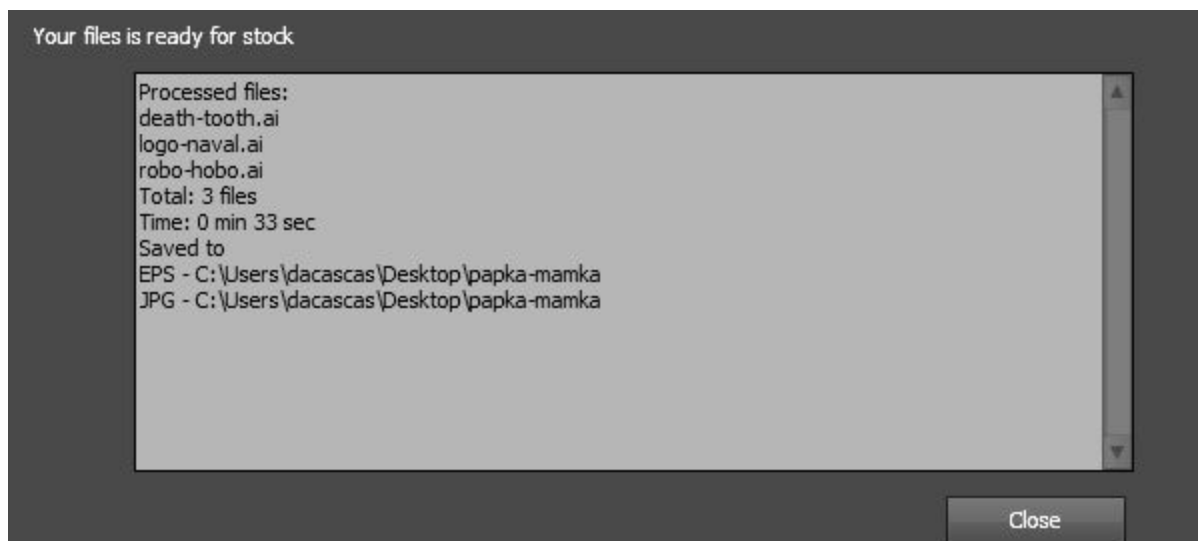 Your files is ready for stock
Processed files:
death-tooth.ai
logo-naval.ai
robo-hobo.ai
Total: 3 files
Time: 0 min 33 sec
Saved to
EPS - C:\Users\dacascas\Desktop\papka-mamka
JPG - C:\Users\dacascas\Desktop\papka-mamka
Close